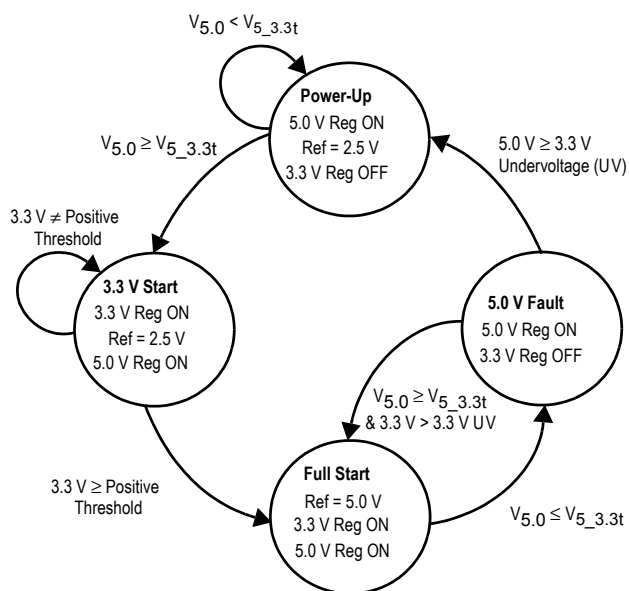 V5.0 < V5_3.3t
Power-Up
5.0 V Reg ON
Ref = 2.5 V
3.3 V Reg OFF
V5.0 ≥ V5_3.3t
5.0 V ≥ 3.3 V
Undervoltage (UV)
3.3 V ≠ Positive
Threshold
3.3 V Start
3.3 V Reg ON
Ref = 2.5 V
5.0 V Reg ON
5.0 V Fault
5.0 V Reg ON
3.3 V Reg OFF
V5.0 ≥ V5_3.3t
& 3.3 V > 3.3 V UV
3.3 V ≥ Positive
Threshold
Full Start
Ref = 5.0 V
3.3 V Reg ON
5.0 V Reg ON
V5.0 ≤ V5_3.3t